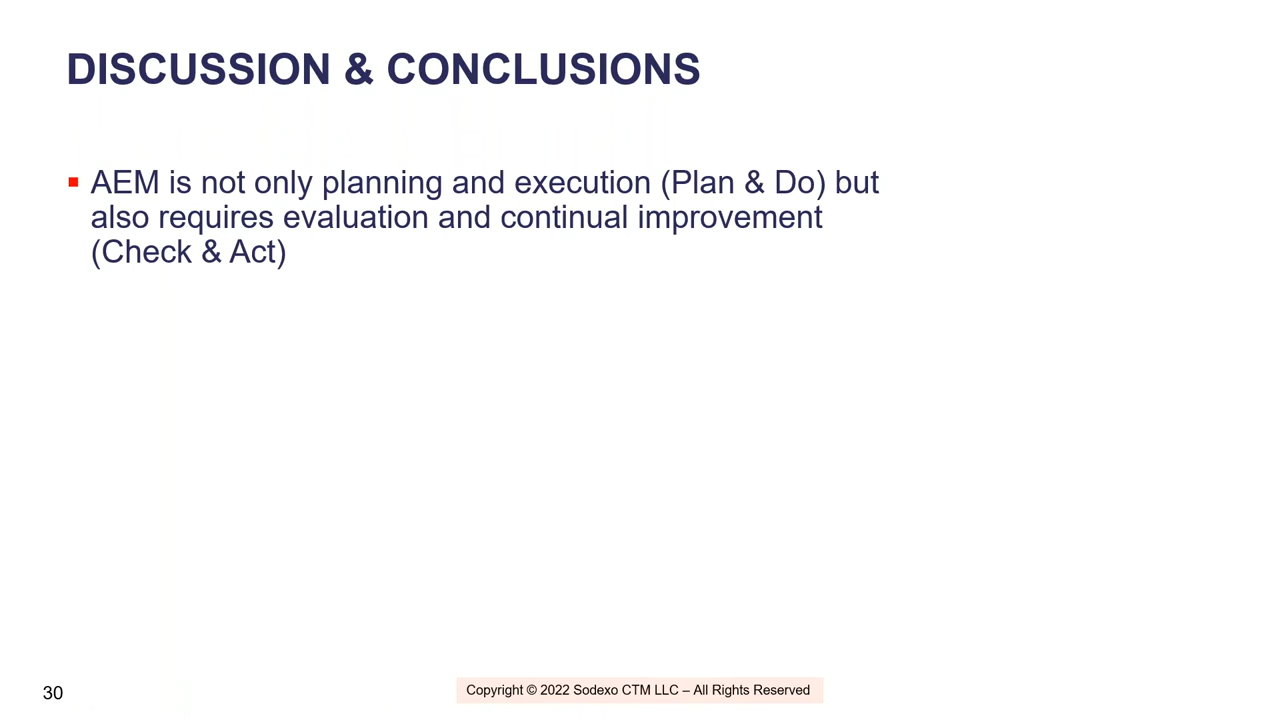 DISCUSSION & CONCLUSIONS
▪ AEM is not only planning and execution (Plan & Do) but
also requires evaluation and continual improvement
(Check & Act)
30
Copyright © 2022 Sodexo CTM LLC – All Rights Reserved